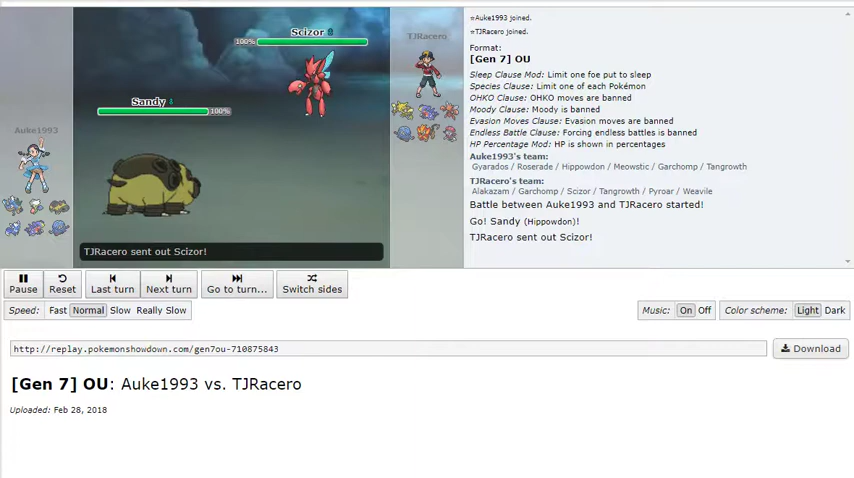 ☆Auke1993 joined.
☆TJRacero joined.
Format:
[Gen 7] OU
Sleep Clause Mod: Limit one foe put to sleep
Species Clause: Limit one of each Pokémon
OHKO Clause: OHKO moves are banned
Moody Clause: Moody is banned
Evasion Moves Clause: Evasion moves are banned
Endless Battle Clause: Forcing endless battles is banned
HP Percentage Mod: HP is shown in percentages
Auke1993's team:
Gyarados / Roserade / Hippowdon / Meowstic / Garchomp / Tangrowth
TJRacero's team:
Alakazam / Garchomp / Scizor / Tangrowth / Pyroar / Weavile
Battle between Auke1993 and TJRacero started!
Go! Sandy (Hippowdon)!
TJRacero sent out Scizor!
Scizor
100%
TJRacero
Sandy
100%
Auke1993
TJRacero sent out Scizor!
Pause
Reset
Last turn
Next turn
Go to turn...
Switch sides
Speed: Fast Normal Slow Really Slow
Music: On Off
Color scheme: Light Dark
http://replay.pokemonshowdown.com/gen7ou-710875843
Download
[Gen 7] OU: Auke1993 vs. TJRacero
Uploaded: Feb 28, 2018